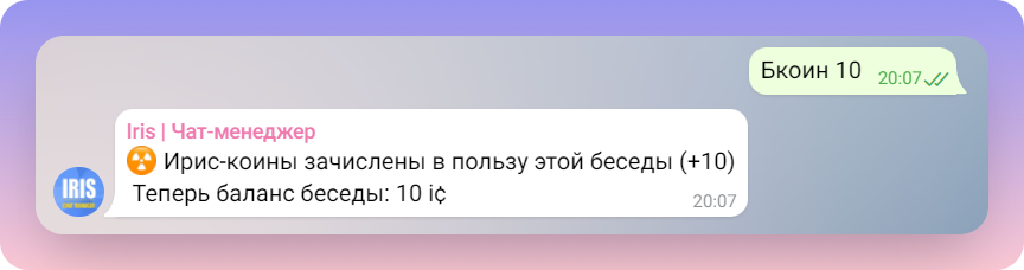 Бкоин 10 20:07
Iris | Чат-менеджер
☢ Ирис-коины зачислены в пользу этой беседы (+10)
Теперь баланс беседы: 10 i¢
20:07
IRIS